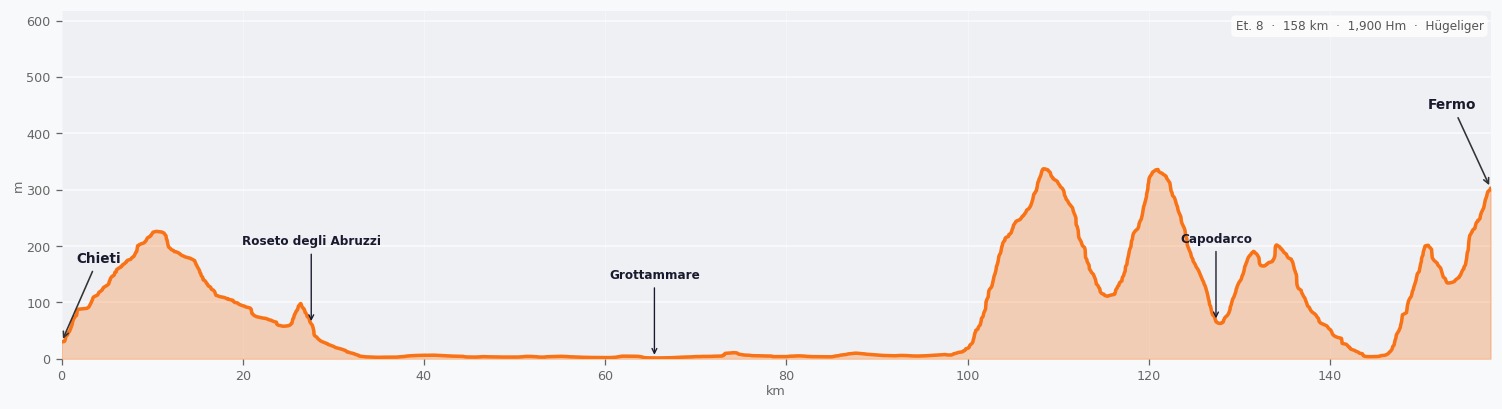 Et. 8 · 158 km · 1,900 Hm · Hügeliger
600
500
400
300
200
100
0
m
Chieti
Roseto degli Abruzzi
Grottammare
Capodarco
Fermo
0 20 40 60 80 100 120 140
km